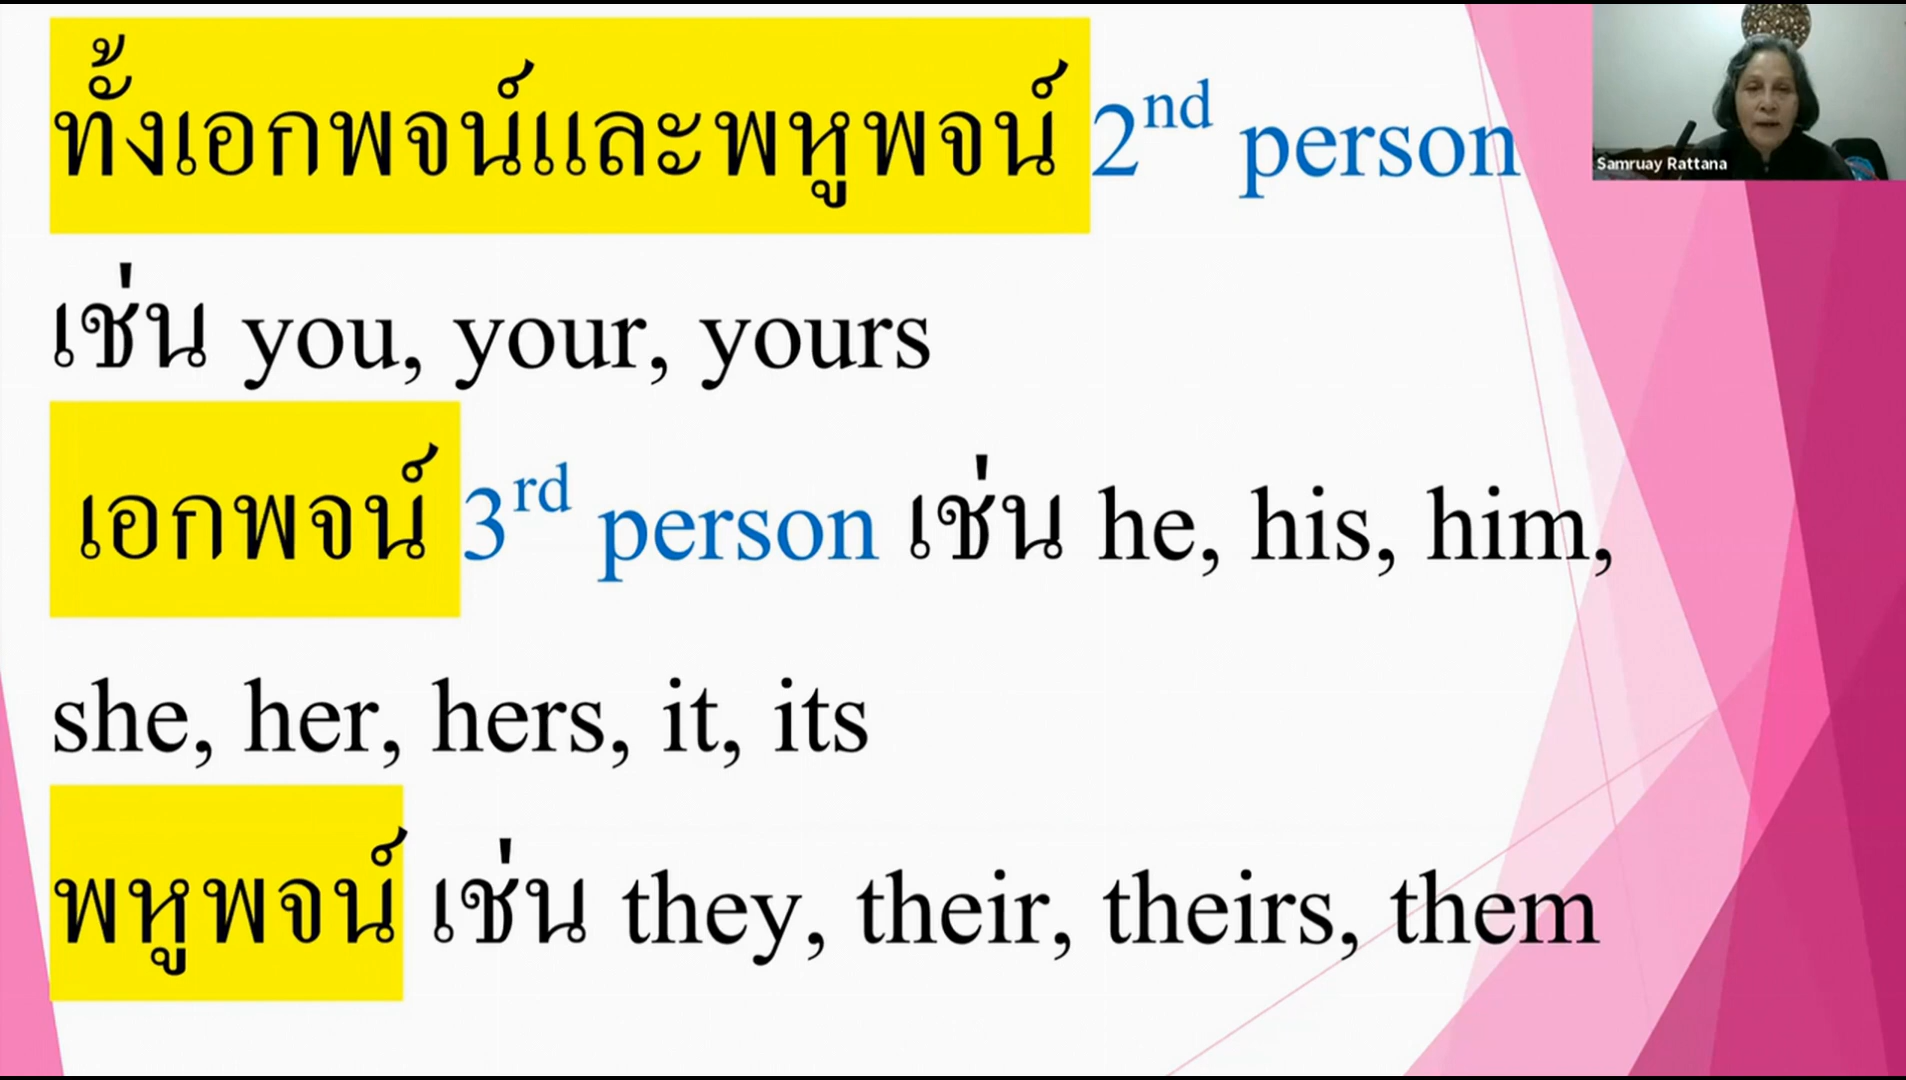 ทั้งเอกพจน์และพหูพจน์ 2nd person
Samruay Rattana
เช่น you, your, yours
เอกพจน์ 3rd person เช่น he, his, him,
she, her, hers, it, its
พหูพจน์ เช่น they, their, theirs, them